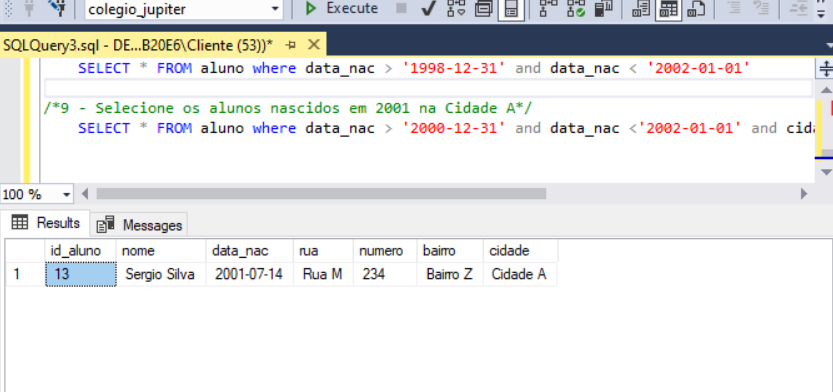 colegio_jupiter Execute
SQLQuery3.sql - DE...B20E6\Cliente (53))*
SELECT * FROM aluno where data_nac > '1998-12-31' and data_nac < '2002-01-01'
/*9 - Selecione os alunos nascidos em 2001 na Cidade A*/
SELECT * FROM aluno where data_nac > '2000-12-31' and data_nac <'2002-01-01' and cida
100 %
Results Messages
id_aluno nome data_nac rua numero bairro cidade
1 13 Sergio Silva 2001-07-14 Rua M 234 Bairro Z Cidade A